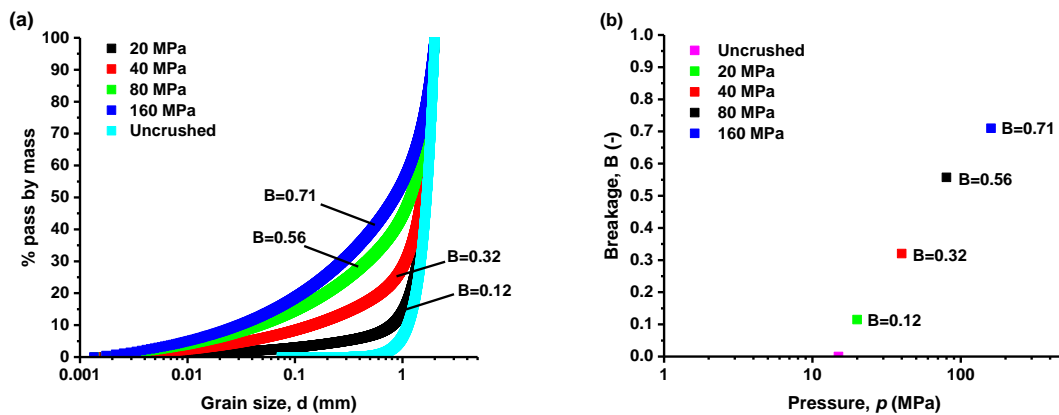 (a)
% pass by mass
100
90
80
70
60
50
40
30
20
10
0
20 MPa
40 MPa
80 MPa
160 MPa
Uncrushed
B=0.71
B=0.56
B=0.32
B=0.12
0.001
0.01
0.1
1
Grain size, d (mm)
(b)
Breakage, B (-)
1.0
0.9
0.8
0.7
0.6
0.5
0.4
0.3
0.2
0.1
0.0
Uncrushed
20 MPa
40 MPa
80 MPa
160 MPa
B=0.71
B=0.56
B=0.32
B=0.12
1
10
100
Pressure, p (MPa)